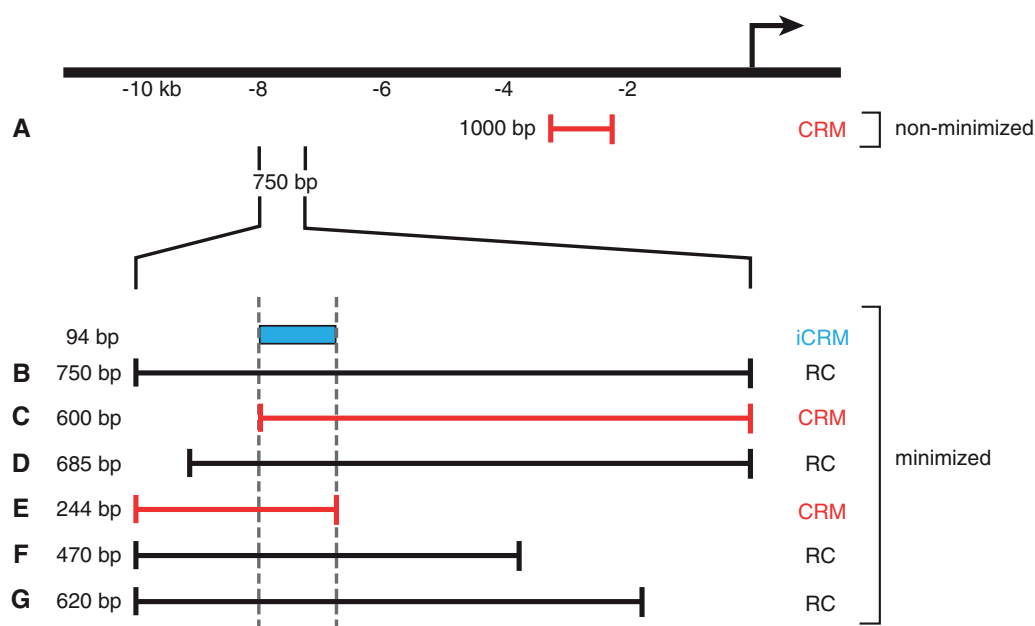 -10 kb -8 -6 -4 -2
A 1000 bp CRM non-minimized
750 bp
94 bp iCRM
B 750 bp RC
C 600 bp CRM
D 685 bp RC
minimized
E 244 bp CRM
F 470 bp RC
G 620 bp RC